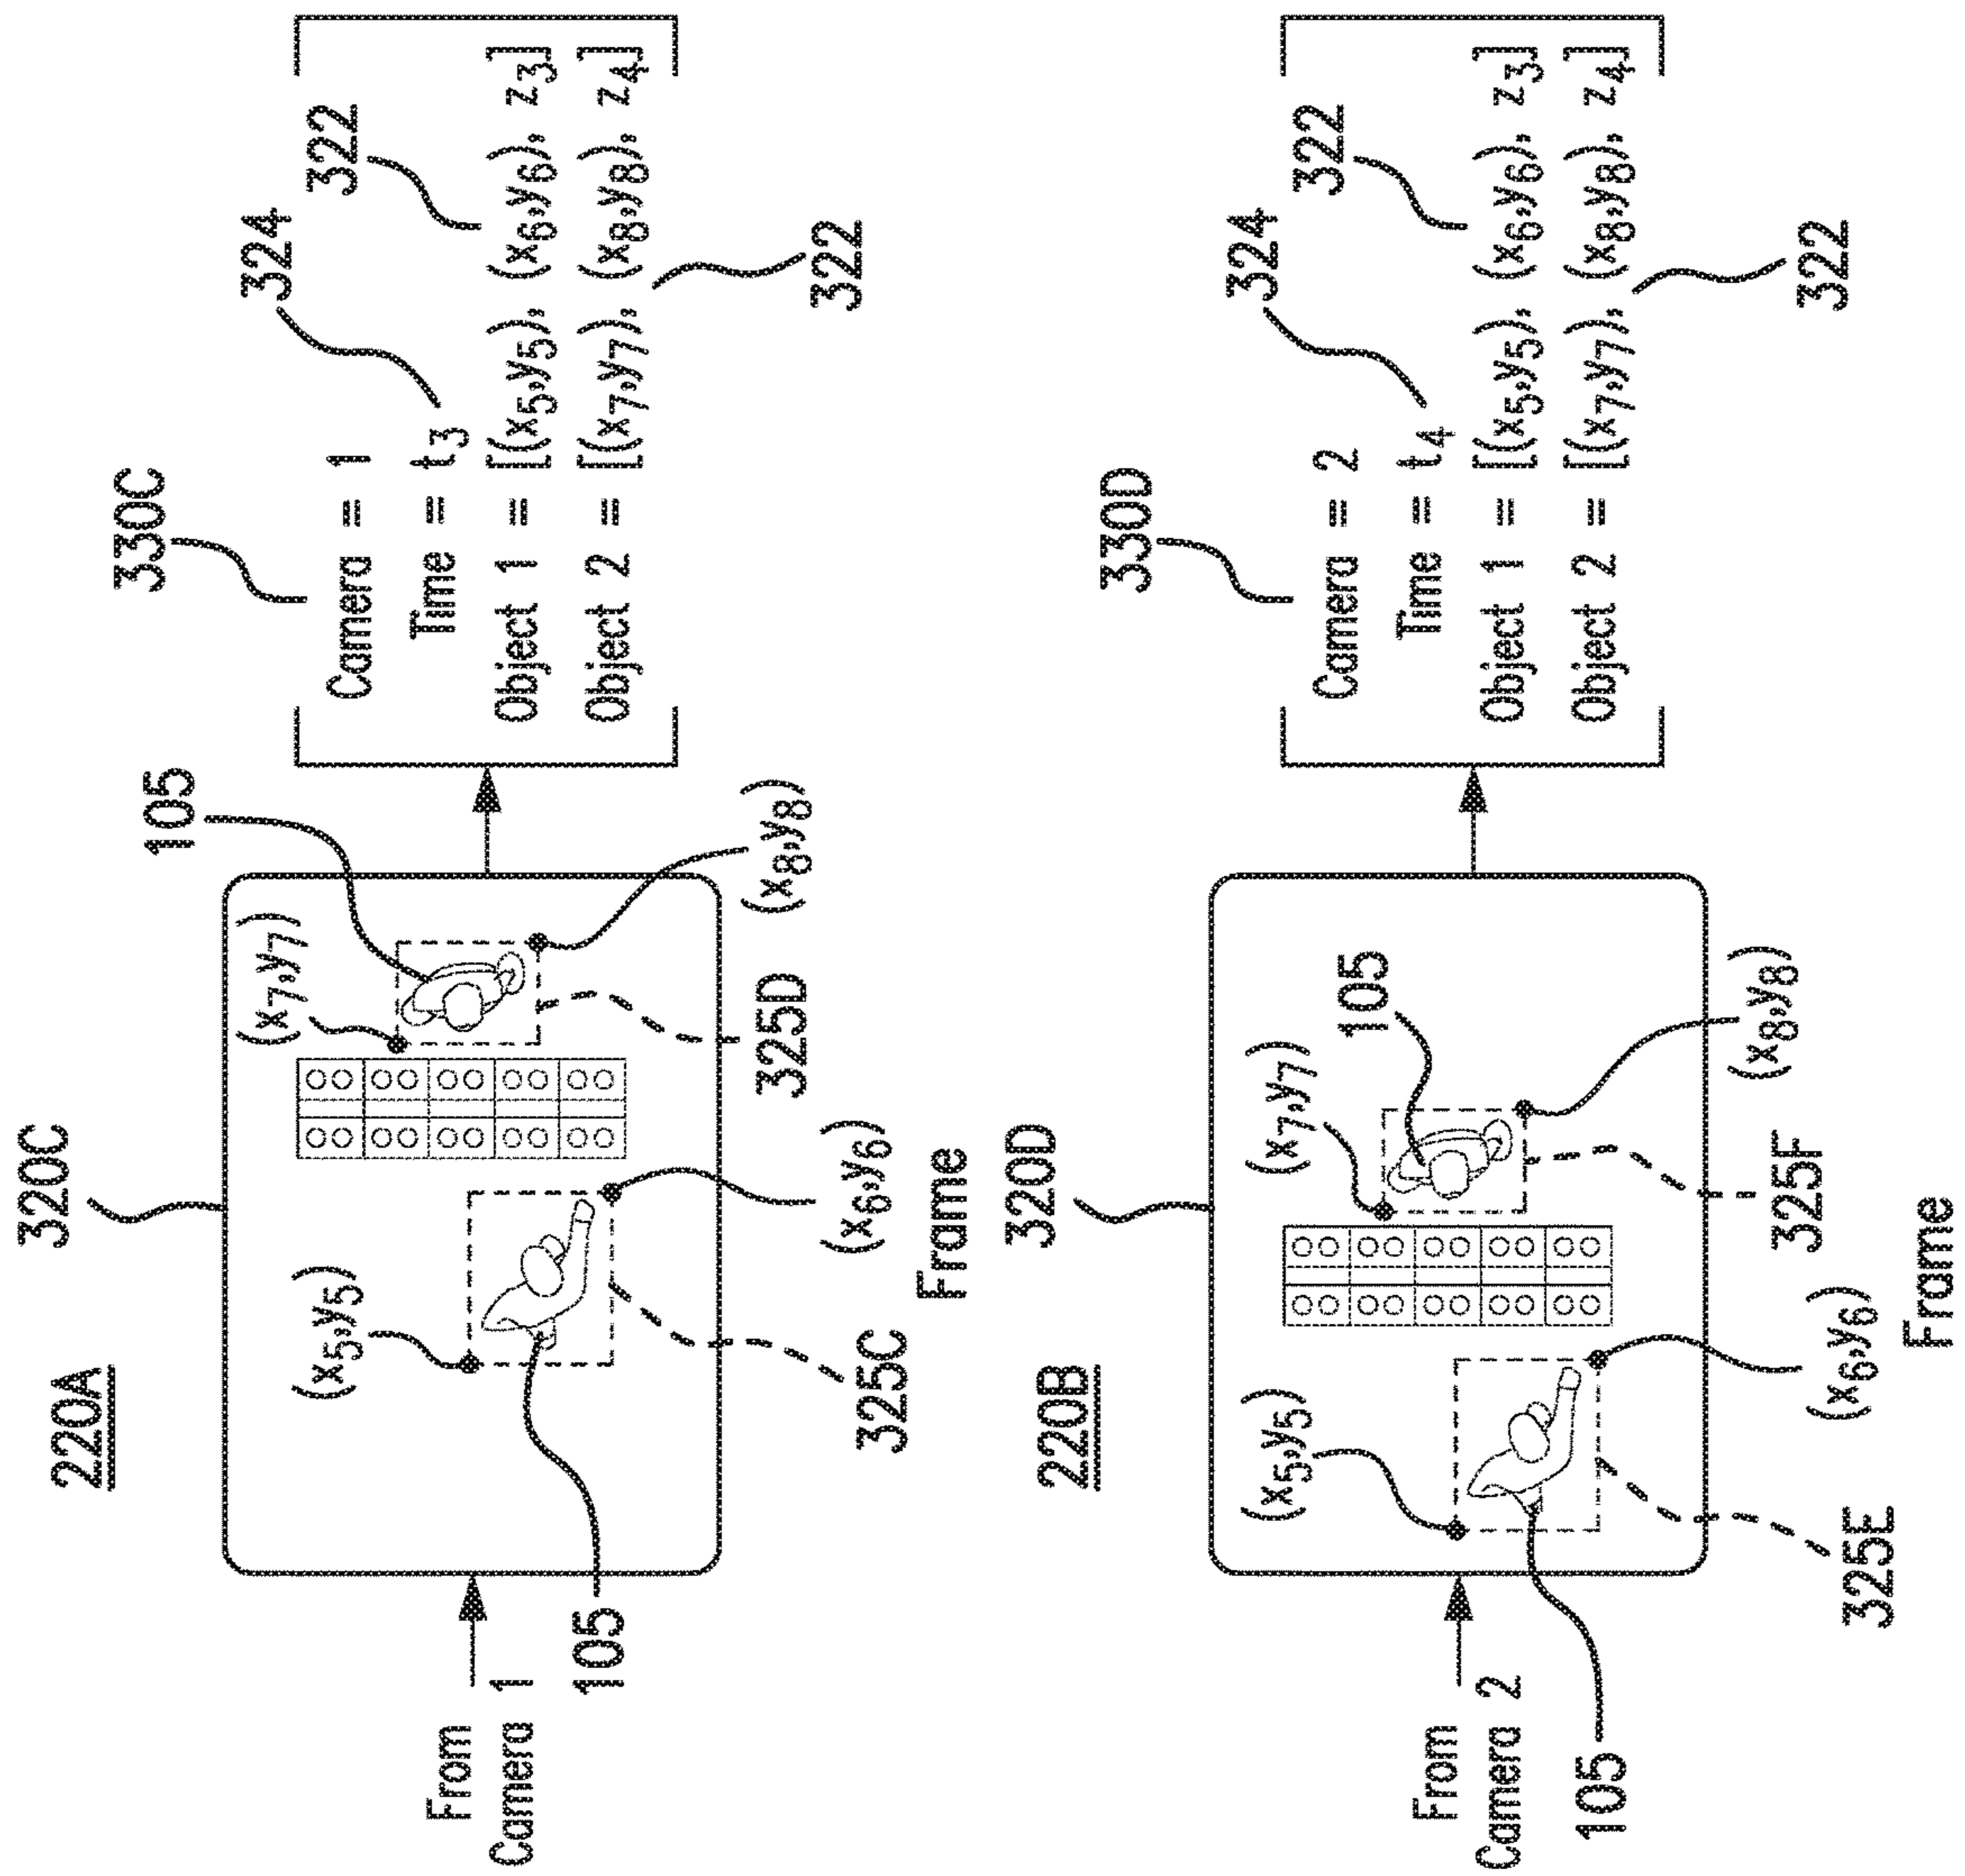 220A
320C
105
330C
324
322
(x5,y5)
(x7,y7)
From
Camera 1
Camera = 1
Time = t3
Object 1 = [(x5,y5), (x6,y6), z3]
Object 2 = [(x7,y7), (x8,y8), z4]
105
325C
(x6,y6)
325D
(x8,y8)
322
Frame
220B
320D
330D
324
322
(x5,y5)
(x7,y7)
105
From
Camera 2
Camera = 2
Time = t4
Object 1 = [(x5,y5), (x6,y6), z3]
Object 2 = [(x7,y7), (x8,y8), z4]
105
325E
(x6,y6)
325F
(x8,y8)
322
Frame